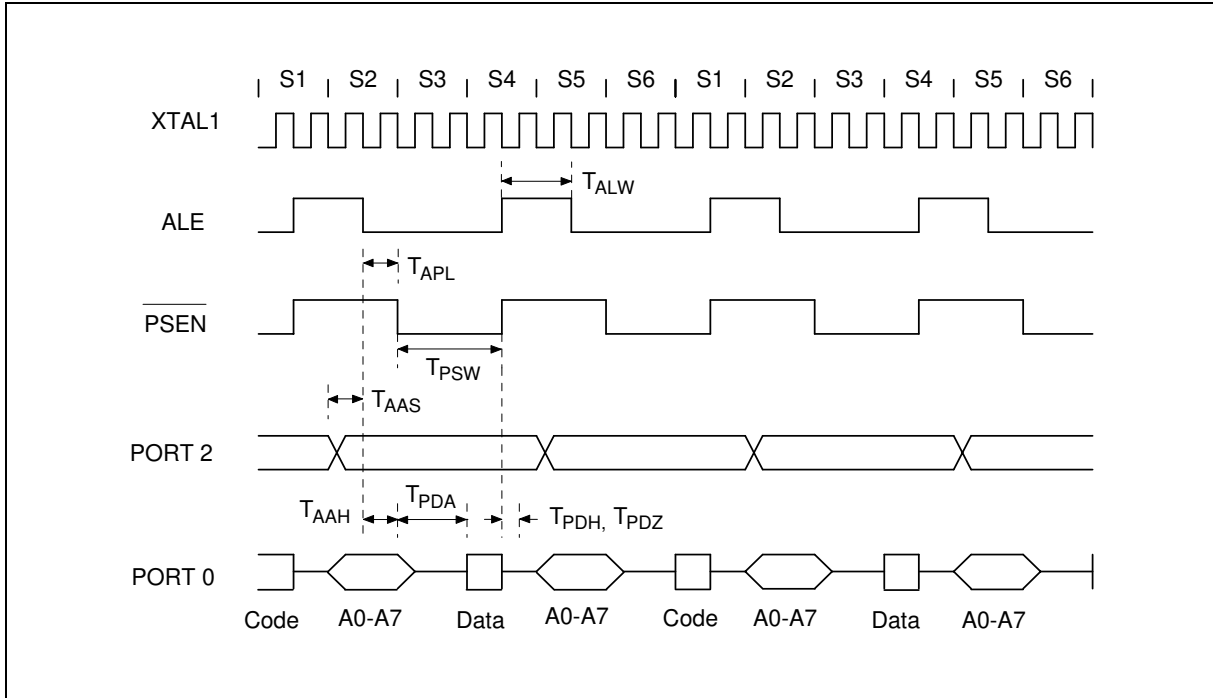 S1 S2 S3 S4 S5 S6 S1 S2 S3 S4 S5 S6
XTAL1
TALW
ALE
TAPL
PSEN
TPSW
TAAS
PORT 2
TAAH TPDA TPDH, TPDZ
PORT 0
Code A0-A7 Data A0-A7 Code A0-A7 Data A0-A7